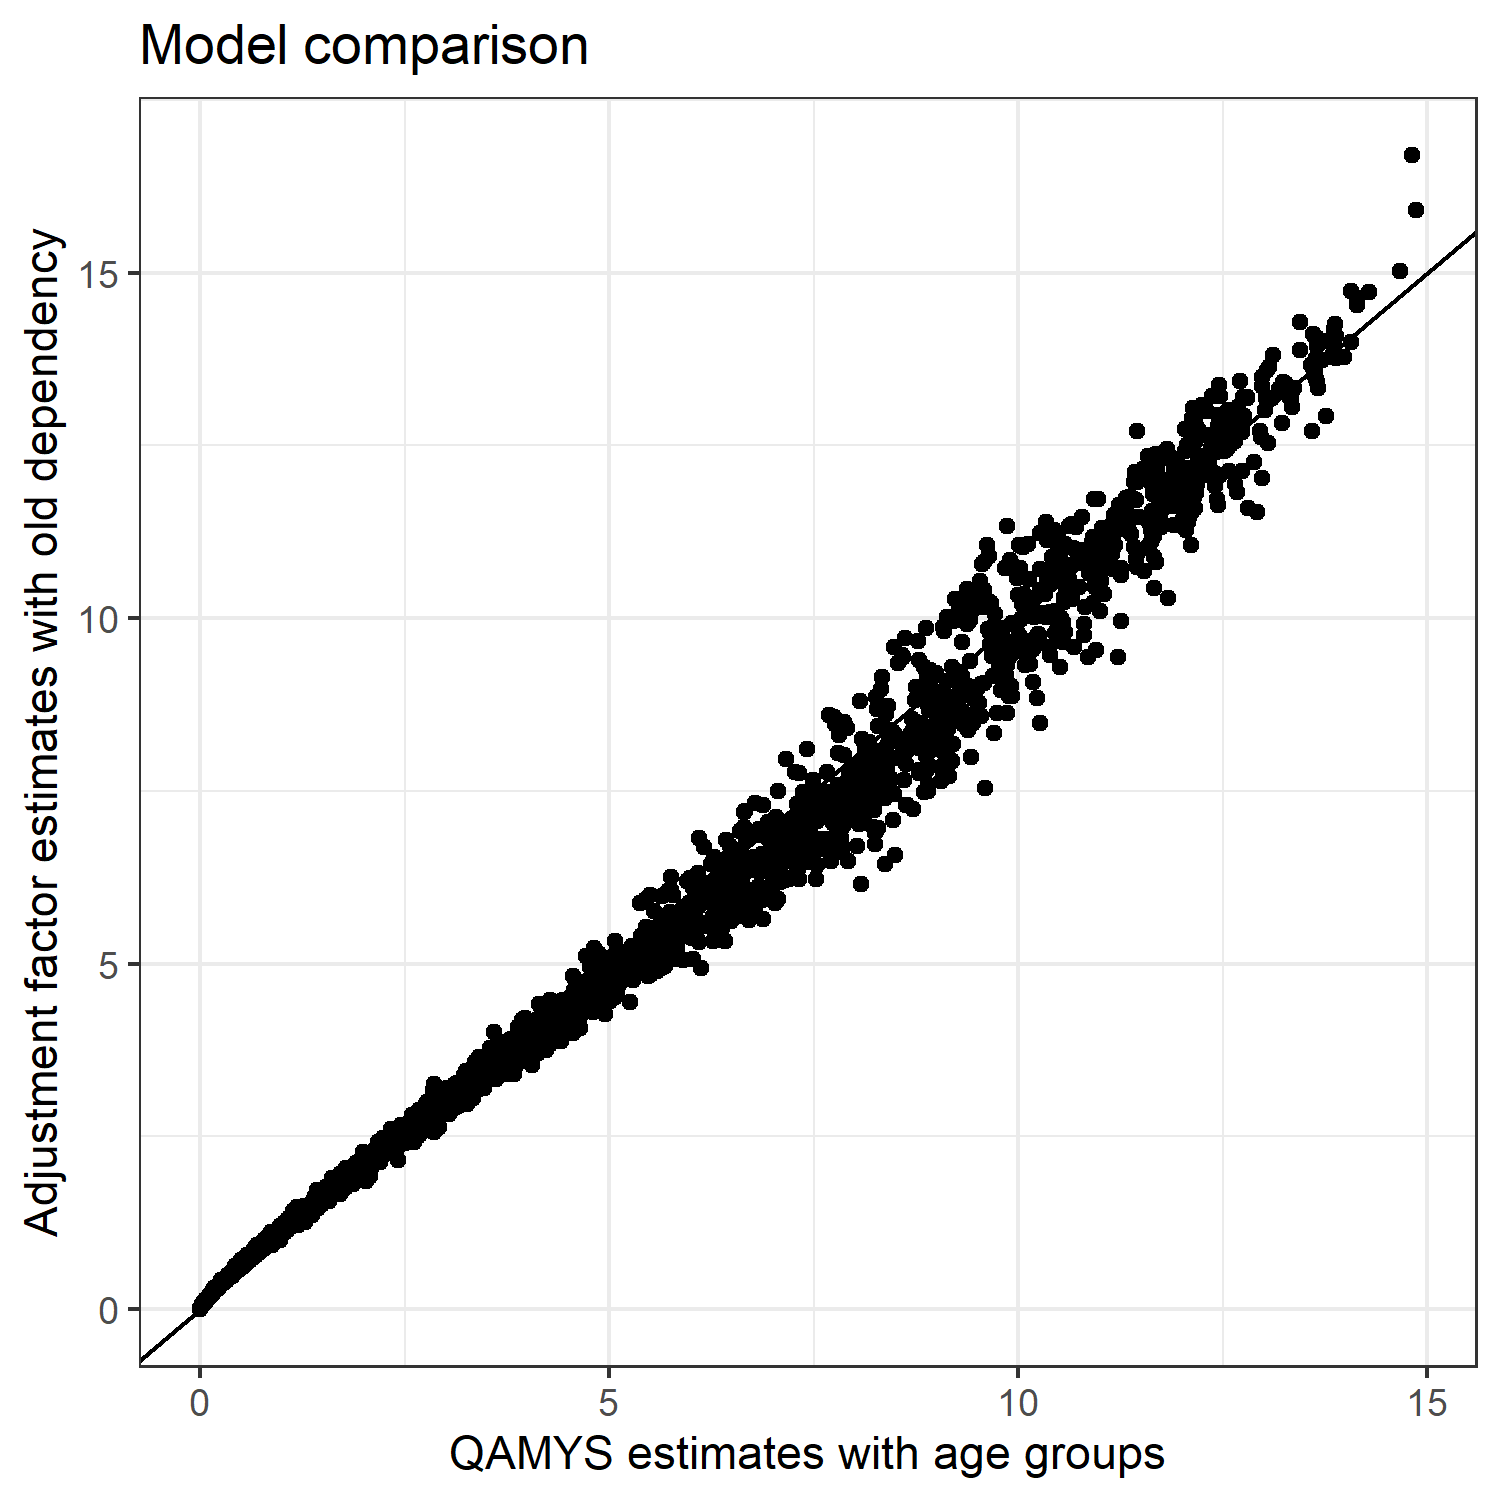 Model comparison
Adjustment factor estimates with old dependency
15
10
5
0
0 5 10 15
QAMYS estimates with age groups